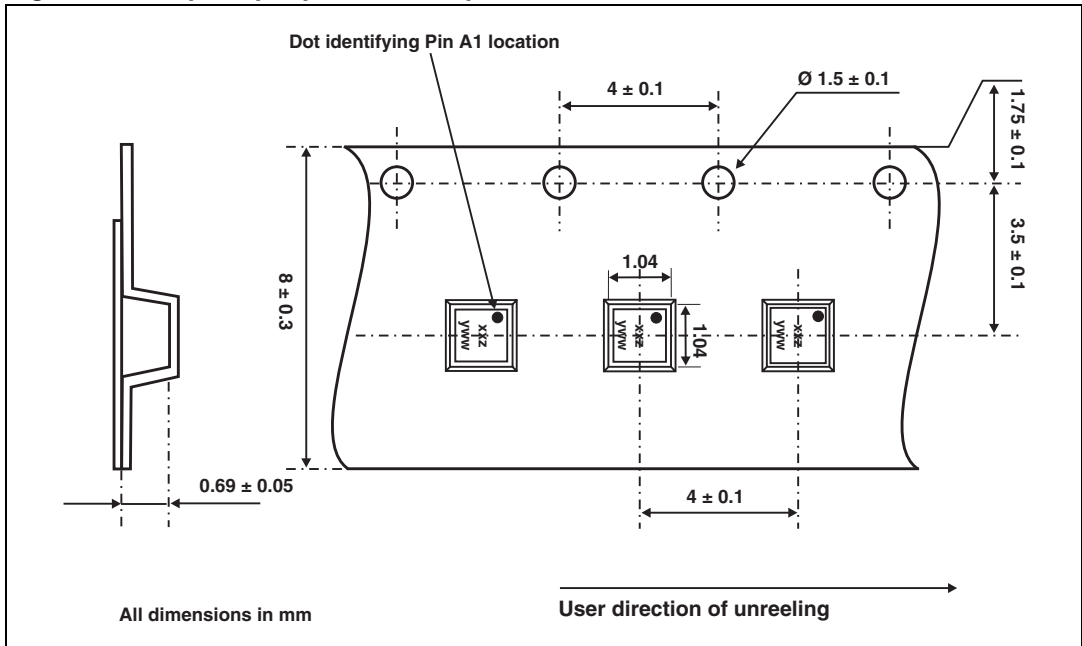 Dot identifying Pin A1 location
4 ± 0.1
Ø 1.5 ± 0.1
1.75 ± 0.1
3.5 ± 0.1
8 ± 0.3
1.04
1.04
xxz
yww
xxz
yww
xxz
yww
0.69 ± 0.05
4 ± 0.1
All dimensions in mm
User direction of unreeling